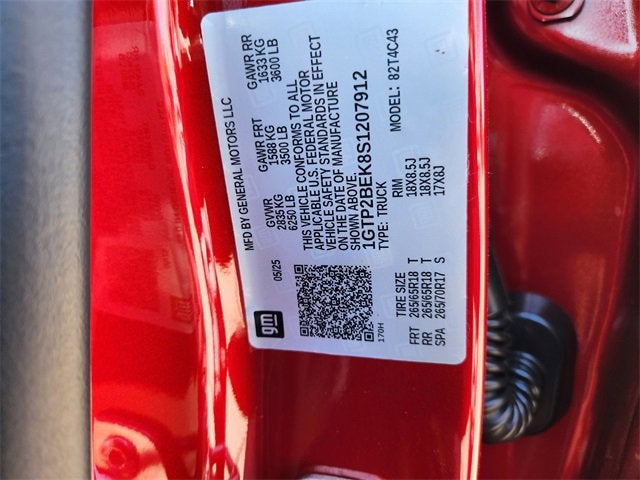 MFD BY GENERAL MOTORS LLC
05/25 GVWR GAWR FRT GAWR RR
2835 KG 1588 KG 1633 KG
6250 LB 3500 LB 3600 LB
THIS VEHICLE CONFORMS TO ALL
APPLICABLE U.S. FEDERAL MOTOR
VEHICLE SAFETY STANDARDS IN EFFECT
ON THE DATE OF MANUFACTURE
SHOWN ABOVE.
1GTP2BEK8S1207912
TYPE: TRUCK MODEL: 82T4C43
gm
170H
TIRE SIZE RIM
FRT 265/65R18 T 18X8.5J
RR 265/65R18 T 18X8.5J
SPA 265/70R17 S 17X8J